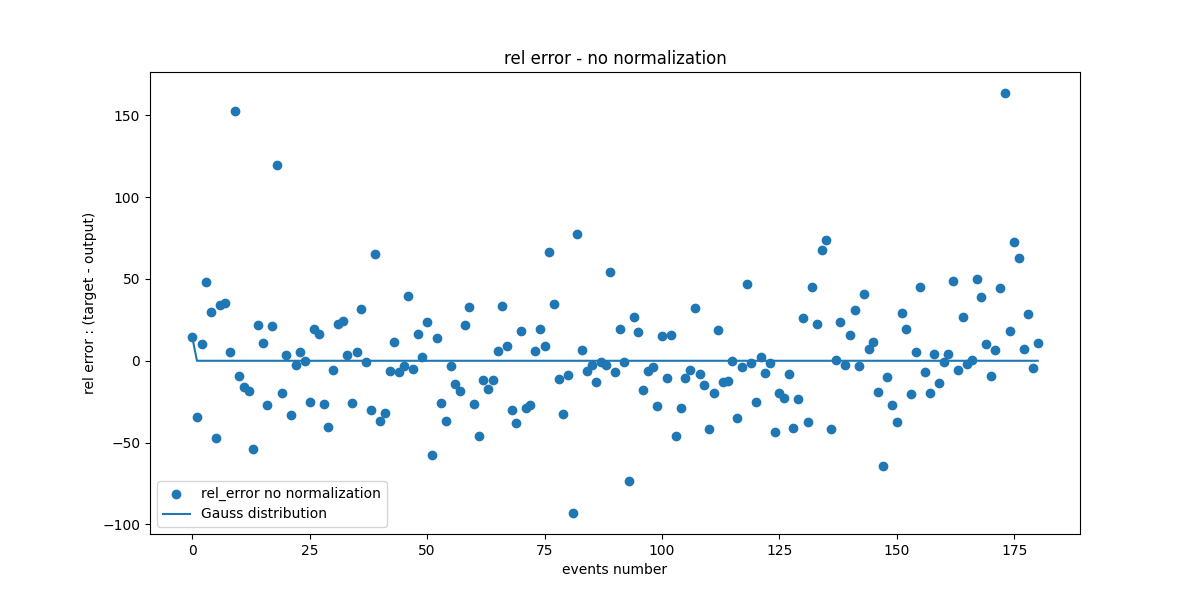 rel error - no normalization
rel error : (target - output)
150
100
50
0
−50
−100
rel_error no normalization
Gauss distribution
0
25
50
75
100
125
150
175
events number